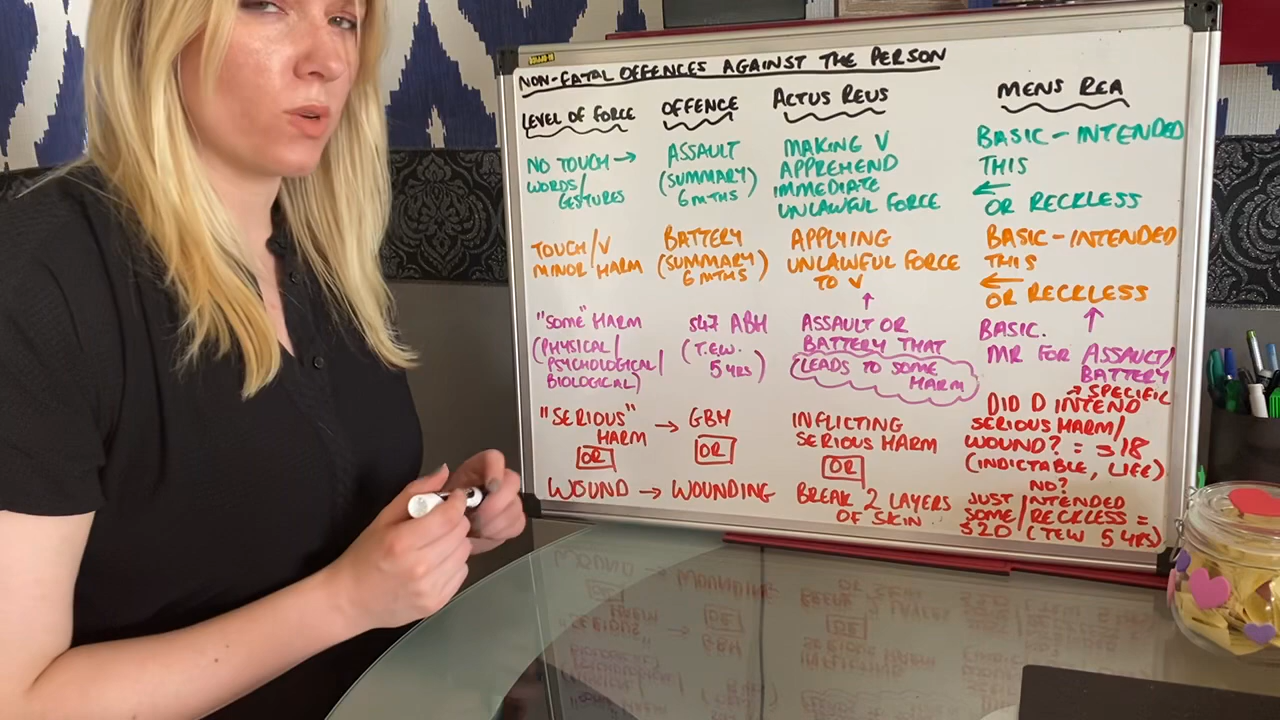 NON-FATAL OFFENCES AGAINST THE PERSON
LEVEL OF FORCE
OFFENCE
ACTUS REUS
MENS REA
NO TOUCH →
WORDS/
GESTURES
ASSAULT
(SUMMARY)
6 MTHS
MAKING V
APPREHEND
IMMEDIATE
UNLAWFUL FORCE
BASIC - INTENDED
THIS
←
OR RECKLESS
TOUCH/V
MINOR HARM
BATTERY
(SUMMARY)
6 MTHS
APPLYING
UNLAWFUL FORCE
TO V
↑
BASIC - INTENDED
THIS
←
OR RECKLESS
↑
"SOME" HARM
(PHYSICAL/
PSYCHOLOGICAL/
BIOLOGICAL)
S47 ABH
(T.E.W.
5 YRS)
ASSAULT OR
BATTERY THAT
LEADS TO SOME
HARM
BASIC.
MR FOR ASSAULT/
BATTERY
"SERIOUS"
HARM →
OR
WOUND →
GBH
OR
WOUNDING
INFLICTING
SERIOUS HARM
OR
BREAK 2 LAYERS
OF SKIN
↗ SPECIFIC
DID D INTEND
SERIOUS HARM/
WOUND? = S18
(INDICTABLE, LIFE)
NO?
JUST INTENDED
SOME/RECKLESS =
S20 (TEW 5 YRS)